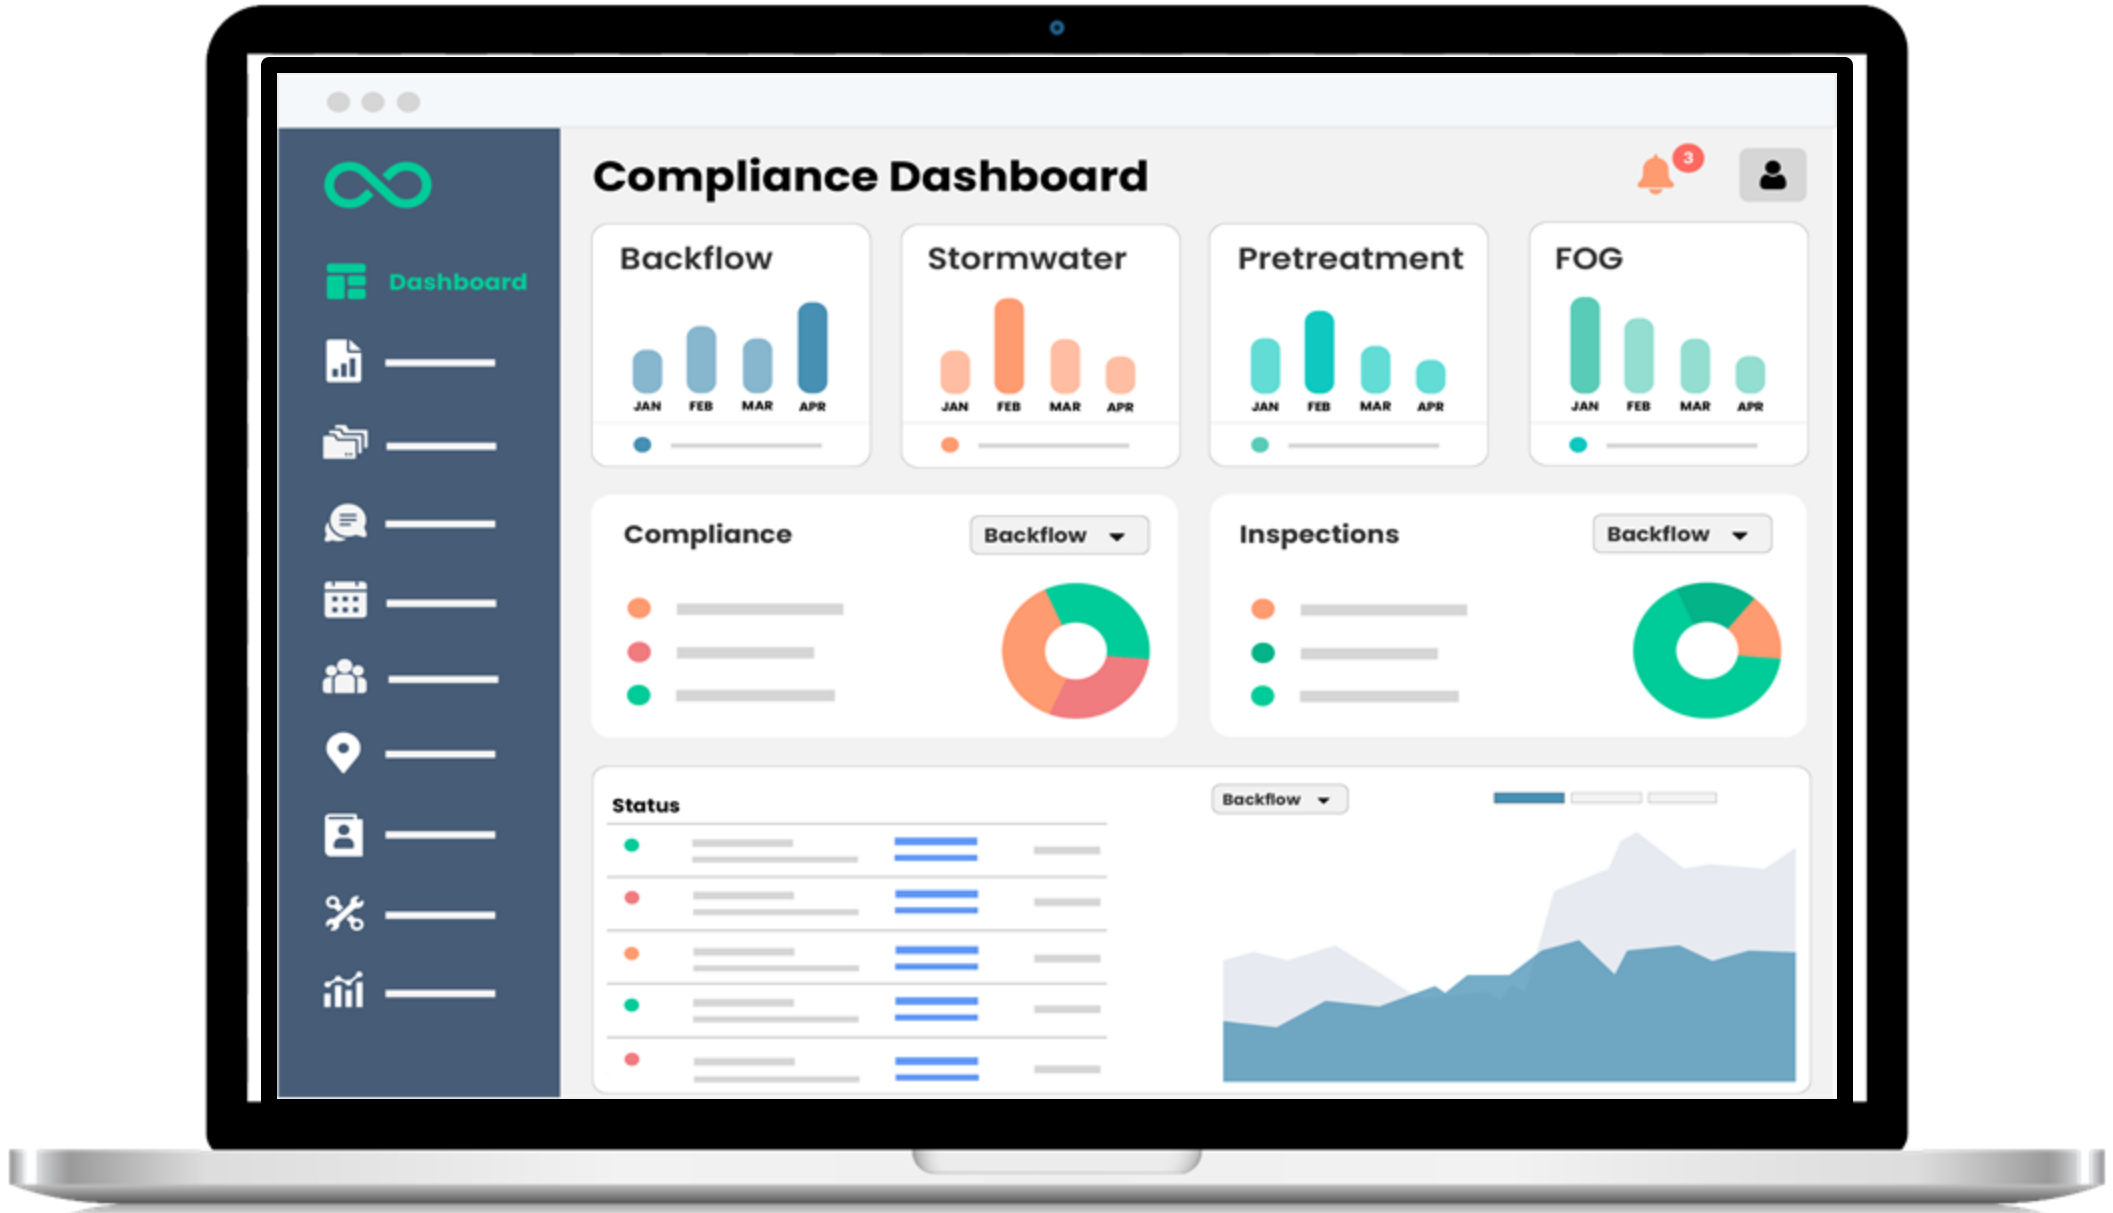 Compliance Dashboard
3
Dashboard
Backflow
JAN FEB MAR APR
Stormwater
JAN FEB MAR APR
Pretreatment
JAN FEB MAR APR
FOG
JAN FEB MAR APR
Compliance
Backflow
Inspections
Backflow
Status
Backflow